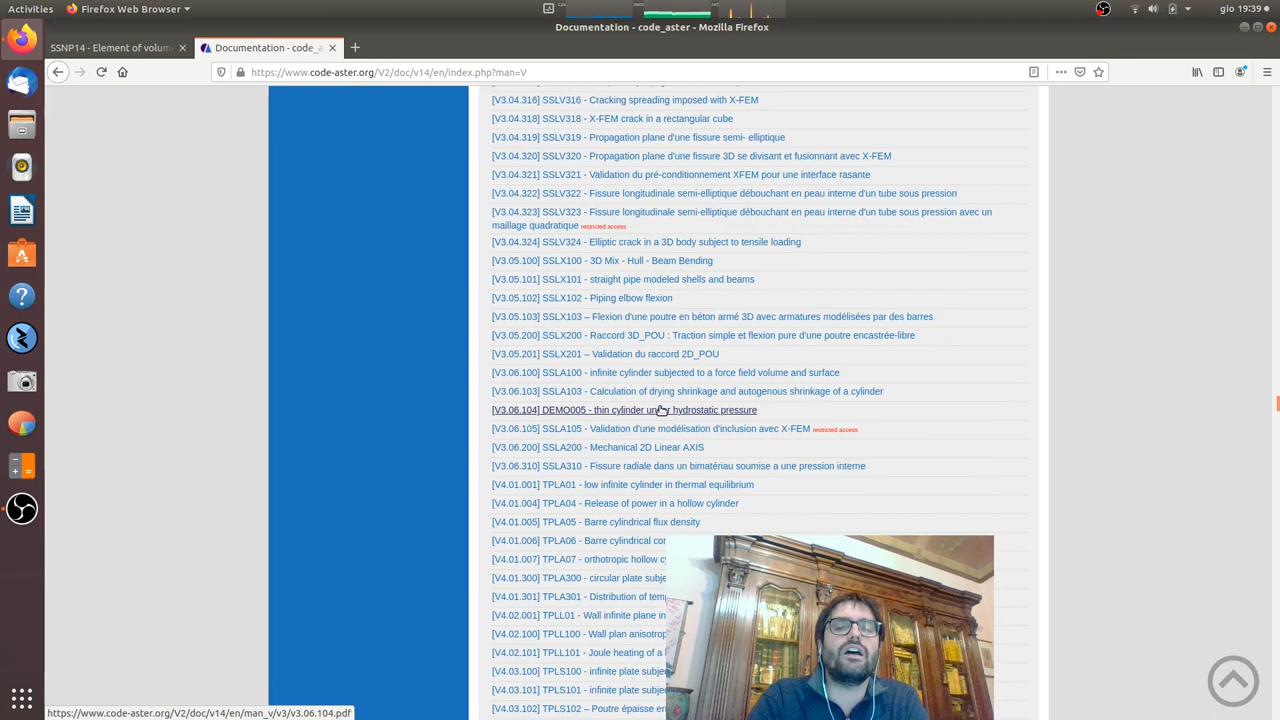 Activities
Firefox Web Browser
gio 19:39
Documentation - code_aster - Mozilla Firefox
SSNP14 - Element of volum
Documentation - code_a
https://www.code-aster.org/V2/doc/v14/en/index.php?man=V
[V3.04.316] SSLV316 - Cracking spreading imposed with X-FEM
[V3.04.318] SSLV318 - X-FEM crack in a rectangular cube
[V3.04.319] SSLV319 - Propagation plane d'une fissure semi- elliptique
[V3.04.320] SSLV320 - Propagation plane d'une fissure 3D se divisant et fusionnant avec X-FEM
[V3.04.321] SSLV321 - Validation du pré-conditionnement XFEM pour une interface rasante
[V3.04.322] SSLV322 - Fissure longitudinale semi-elliptique débouchant en peau interne d'un tube sous pression
[V3.04.323] SSLV323 - Fissure longitudinale semi-elliptique débouchant en peau interne d'un tube sous pression avec un
maillage quadratique restricted access
[V3.04.324] SSLV324 - Elliptic crack in a 3D body subject to tensile loading
[V3.05.100] SSLX100 - 3D Mix - Hull - Beam Bending
[V3.05.101] SSLX101 - straight pipe modeled shells and beams
[V3.05.102] SSLX102 - Piping elbow flexion
[V3.05.103] SSLX103 – Flexion d'une poutre en béton armé 3D avec armatures modélisées par des barres
[V3.05.200] SSLX200 - Raccord 3D_POU : Traction simple et flexion pure d'une poutre encastrée-libre
[V3.05.201] SSLX201 – Validation du raccord 2D_POU
[V3.06.100] SSLA100 - infinite cylinder subjected to a force field volume and surface
[V3.06.103] SSLA103 - Calculation of drying shrinkage and autogenous shrinkage of a cylinder
[V3.06.104] DEMO005 - thin cylinder under hydrostatic pressure
[V3.06.105] SSLA105 - Validation d'une modélisation d'inclusion avec X-FEM restricted access
[V3.06.200] SSLA200 - Mechanical 2D Linear AXIS
[V3.06.310] SSLA310 - Fissure radiale dans un bimatériau soumise a une pression interne
[V4.01.001] TPLA01 - low infinite cylinder in thermal equilibrium
[V4.01.004] TPLA04 - Release of power in a hollow cylinder
[V4.01.005] TPLA05 - Barre cylindrical flux density
[V4.01.006] TPLA06 - Barre cylindrical co
[V4.01.007] TPLA07 - orthotropic hollow c
[V4.01.300] TPLA300 - circular plate subje
[V4.01.301] TPLA301 - Distribution of tem
[V4.02.001] TPLL01 - Wall infinite plane in
[V4.02.100] TPLL100 - Wall plan anisotrop
[V4.02.101] TPLL101 - Joule heating of a
[V4.03.100] TPLS100 - infinite plate subje
[V4.03.101] TPLS101 - infinite plate subje
[V4.03.102] TPLS102 – Poutre épaisse en
https://www.code-aster.org/V2/doc/v14/en/man_v/v3/v3.06.104.pdf